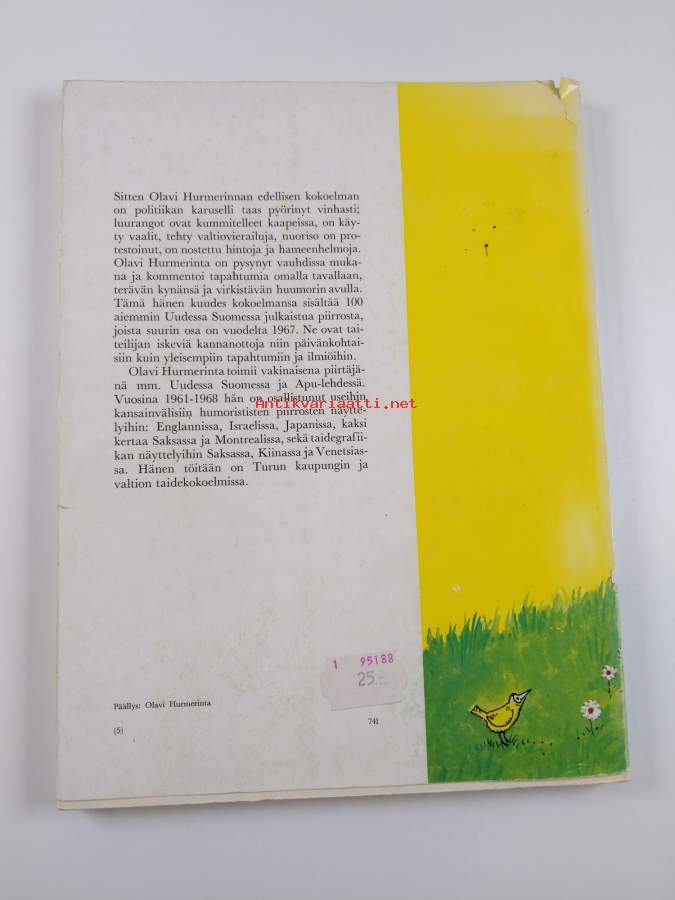 Sitten Olavi Hurmerinnan edellisen kokoelman
on politiikan karuselli taas pyörinyt vinhasti;
luurangot ovat kummitelleet kaapeissa, on käy-
ty vaalit, tehty valtiovierailuja, nuoriso on pro-
testoinut, on nostettu hintoja ja hameenhelmoja.
Olavi Hurmerinta on pysynyt vauhdissa muka-
na ja kommentoi tapahtumia omalla tavallaan,
terävän kynänsä ja virkistävän huumorin avulla.
Tämä hänen kuudes kokoelmansa sisältää 100
aiemmin Uudessa Suomessa julkaistua piirrosta,
joista suurin osa on vuodelta 1967. Ne ovat tai-
teilijan iskeviä kannanottoja niin päivänkohtai-
siin kuin yleisempiin tapahtumiin ja ilmiöihin.
Olavi Hurmerinta toimii vakinaisena piirtäjä-
nä mm. Uudessa Suomessa ja Apu-lehdessä.
Vuosina 1961-1968 hän on osallistunut useihin
Antikvariaatti.net
kansainvälisiin humorististen piirrosten näytte-
lyihin: Englannissa, Israelissa, Japanissa, kaksi
kertaa Saksassa ja Montrealissa, sekä taidegrafii-
kan näyttelyihin Saksassa, Kiinassa ja Venetsias-
sa. Hänen töitään on Turun kaupungin ja
valtion taidekokoelmissa.
1 95188
25.-
Päällys: Olavi Hurmerinta
(5) 741